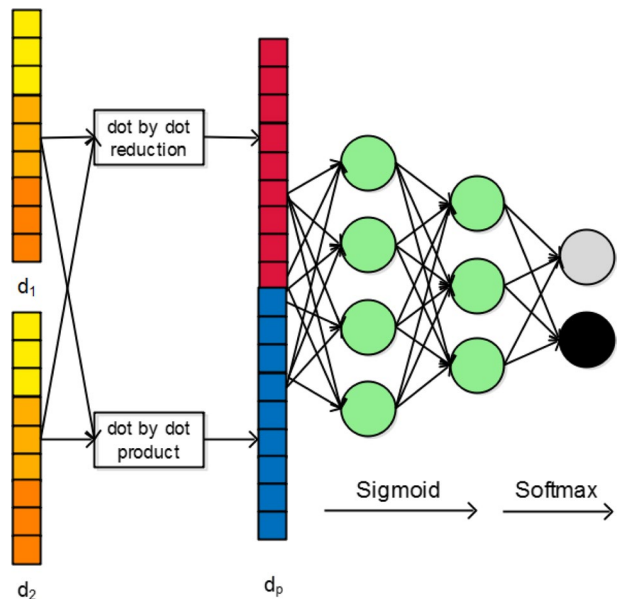 dot by dot
reduction
d₁
dot by dot
product
Sigmoid
Softmax
d₂
dₚ